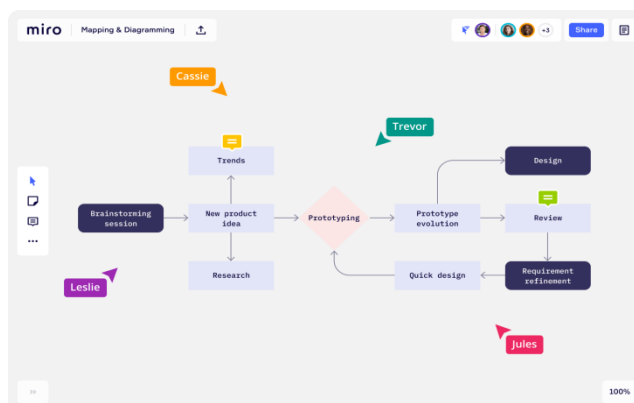 miro
Mapping & Diagramming
+3
Share
Cassie
Trevor
Trends
Design
Brainstorming
session
New product
idea
Prototyping
Prototype
evolution
Review
Research
Quick design
Requirement
refinement
Leslie
Jules
100%